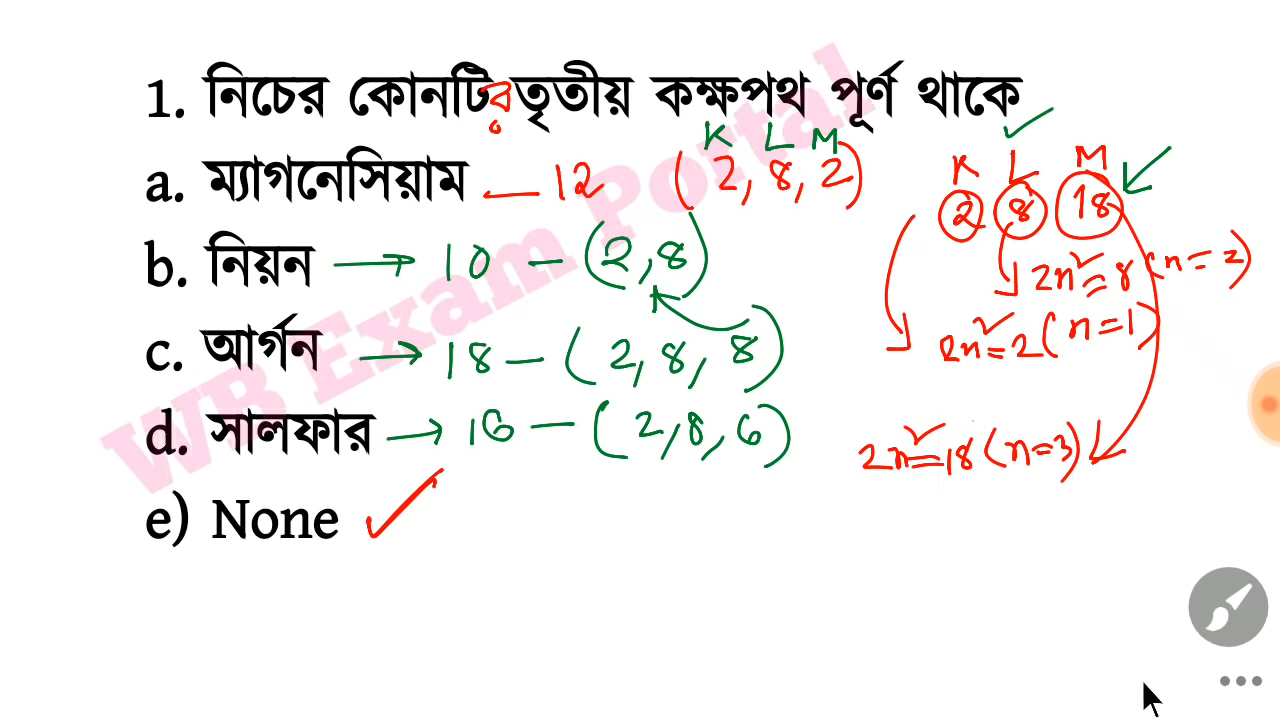 1. নিচের কোনটির তৃতীয় কক্ষপথ পূর্ণ থাকে
K L M
a. ম্যাগনেসিয়াম — 12 (2, 8, 2)
b. নিয়ন → 10 – (2, 8)
c. আর্গন → 18 – (2, 8, 8)
d. সালফার → 16 – (2, 8, 6)
e) None ✓
K L M
2 8 18
2n²= 8 (n=2)
2n²=2 (n=1)
2n²=18 (n=3)
WB Exam Portal